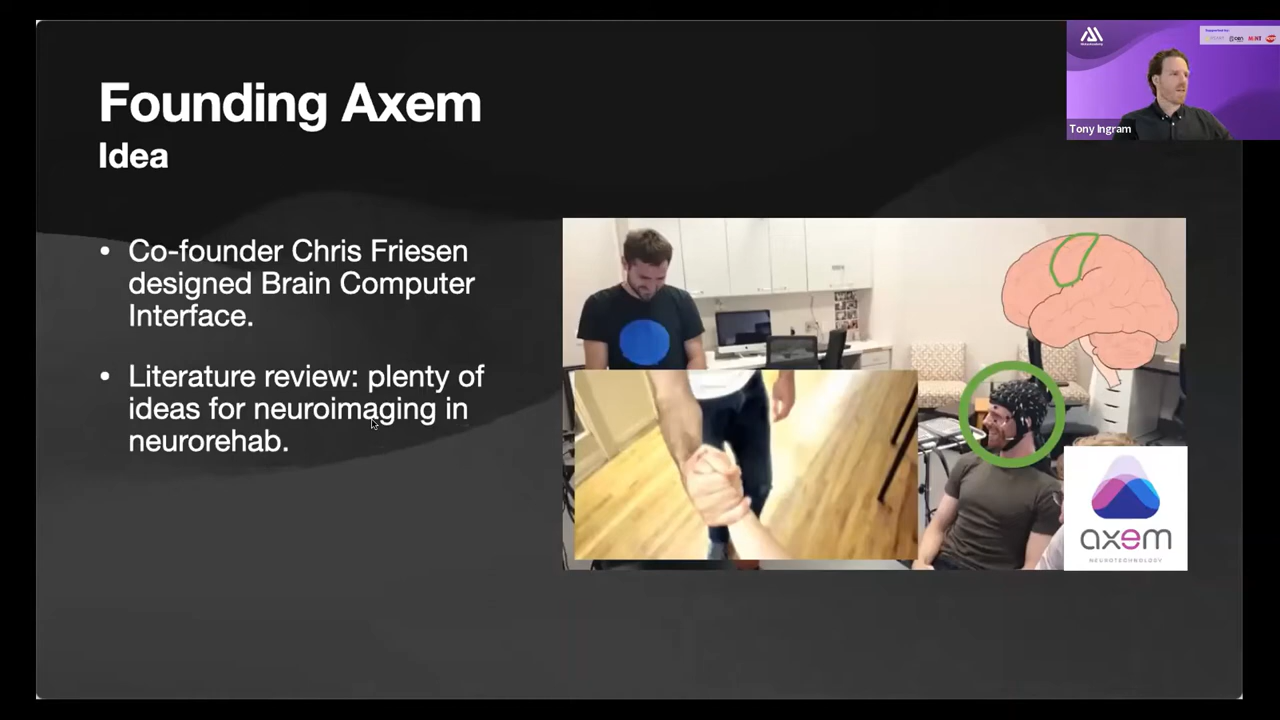 Founding Axem
Idea
• Co-founder Chris Friesen
designed Brain Computer
Interface.
• Literature review: plenty of
ideas for neuroimaging in
neurorehab.
Tony Ingram
axem
NEUROTECHNOLOGY